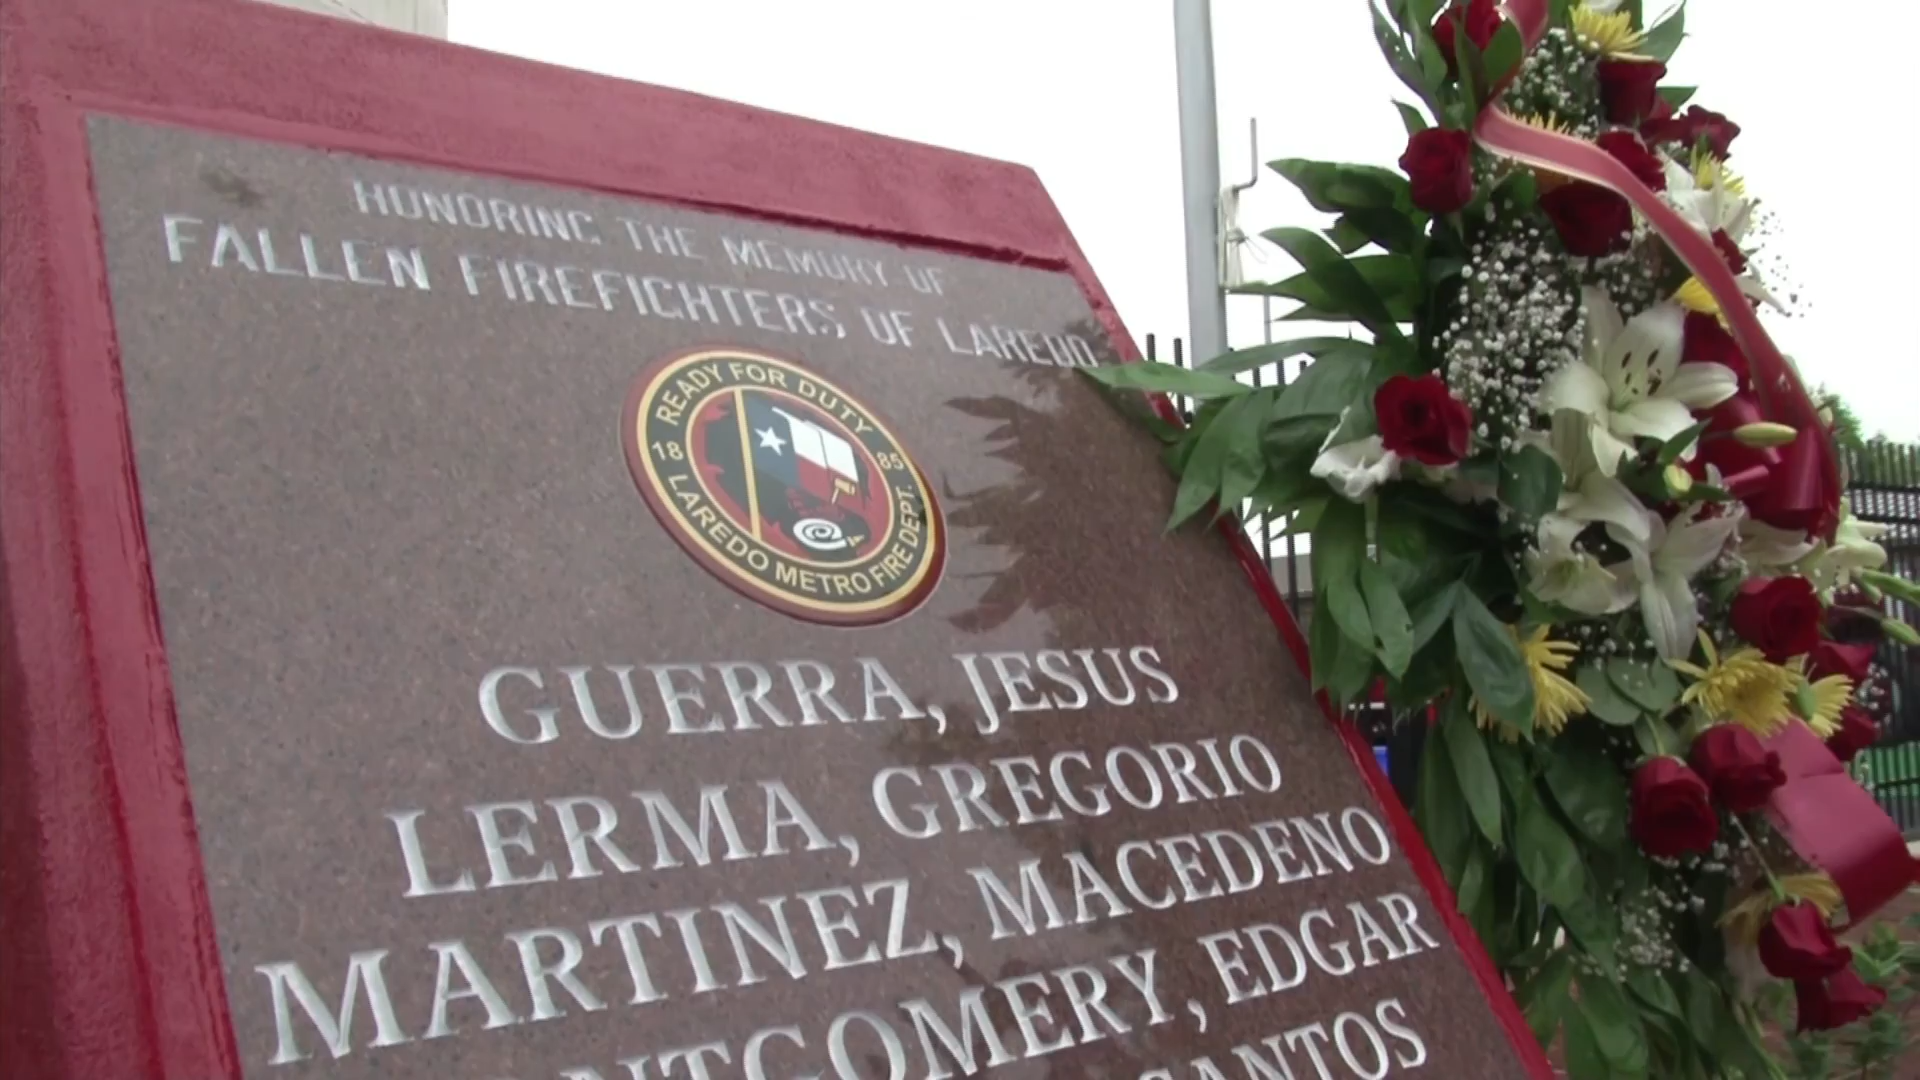 HONORING THE MEMORY OF
FALLEN FIREFIGHTERS OF LAREDO
READY FOR DUTY
18 85
LAREDO METRO FIRE DEPT.
GUERRA, JESUS
LERMA, GREGORIO
MARTINEZ, MACEDENO
EDGAR
SANTOS